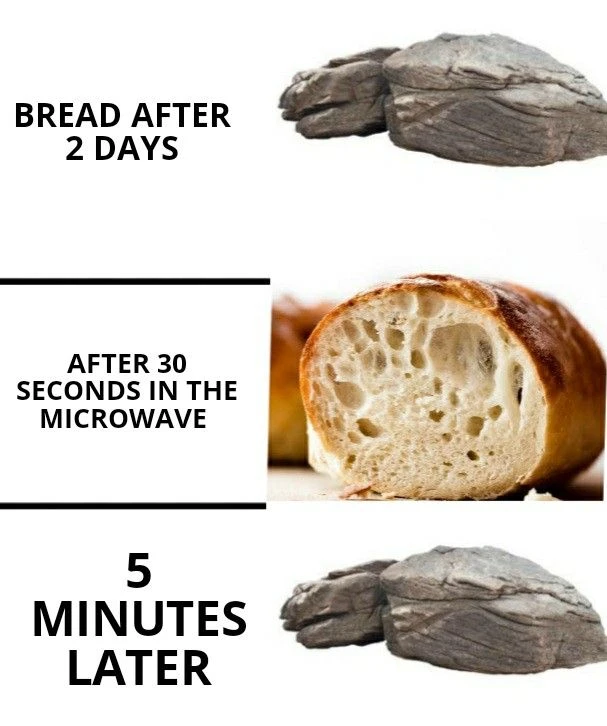 BREAD AFTER
2 DAYS
AFTER 30
SECONDS IN THE
MICROWAVE
5
MINUTES
LATER